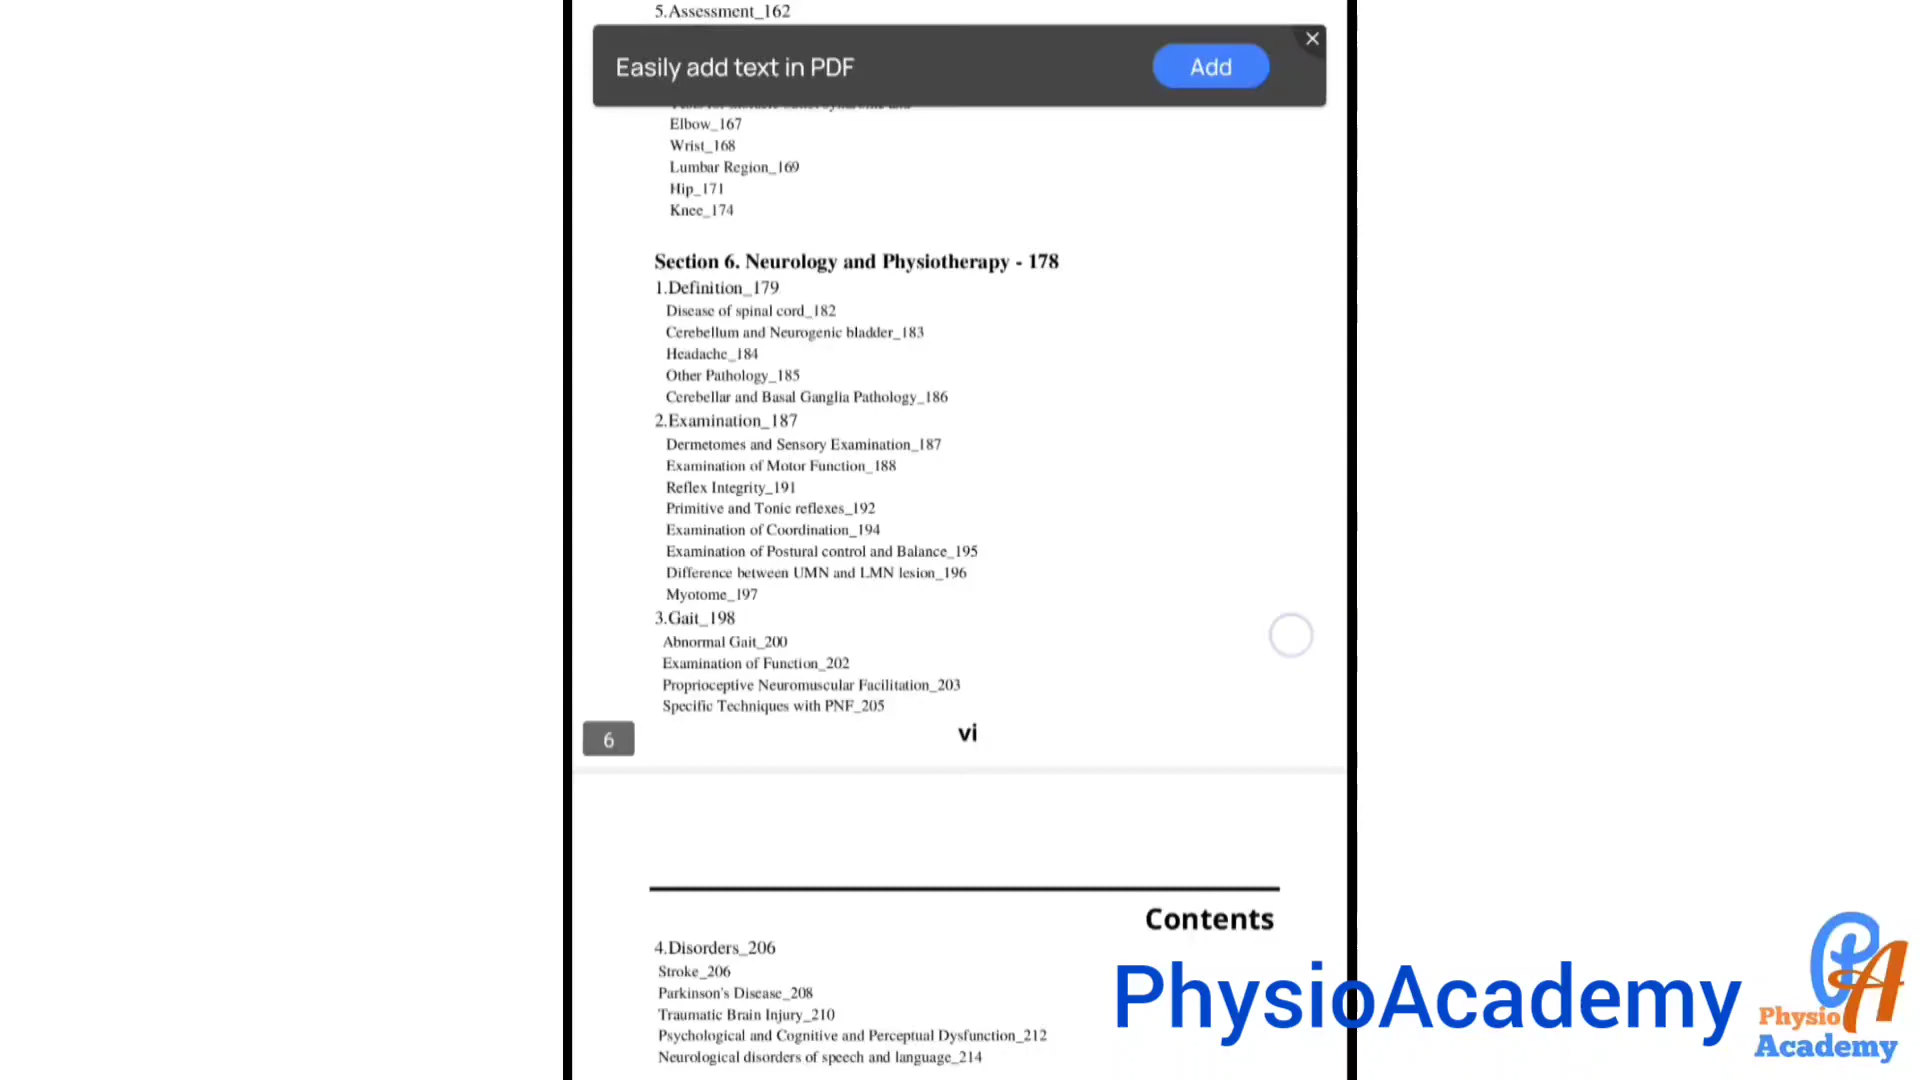 5.Assessment_162
Easily add text in PDF
Add
Elbow_167
Wrist_168
Lumbar Region_169
Hip_171
Knee_174
Section 6. Neurology and Physiotherapy - 178
1.Definition_179
Disease of spinal cord_182
Cerebellum and Neurogenic bladder_183
Headache_184
Other Pathology_185
Cerebellar and Basal Ganglia Pathology_186
2.Examination_187
Dermetomes and Sensory Examination_187
Examination of Motor Function_188
Reflex Integrity_191
Primitive and Tonic reflexes_192
Examination of Coordination_194
Examination of Postural control and Balance_195
Difference between UMN and LMN lesion_196
Myotome_197
3.Gait_198
Abnormal Gait_200
Examination of Function_202
Proprioceptive Neuromuscular Facilitation_203
Specific Techniques with PNF_205
6
vi
Contents
4.Disorders_206
Stroke_206
Parkinson's Disease_208
Traumatic Brain Injury_210
Psychological and Cognitive and Perceptual Dysfunction_212
Neurological disorders of speech and language_214
PhysioAcademy
Physio
Academy